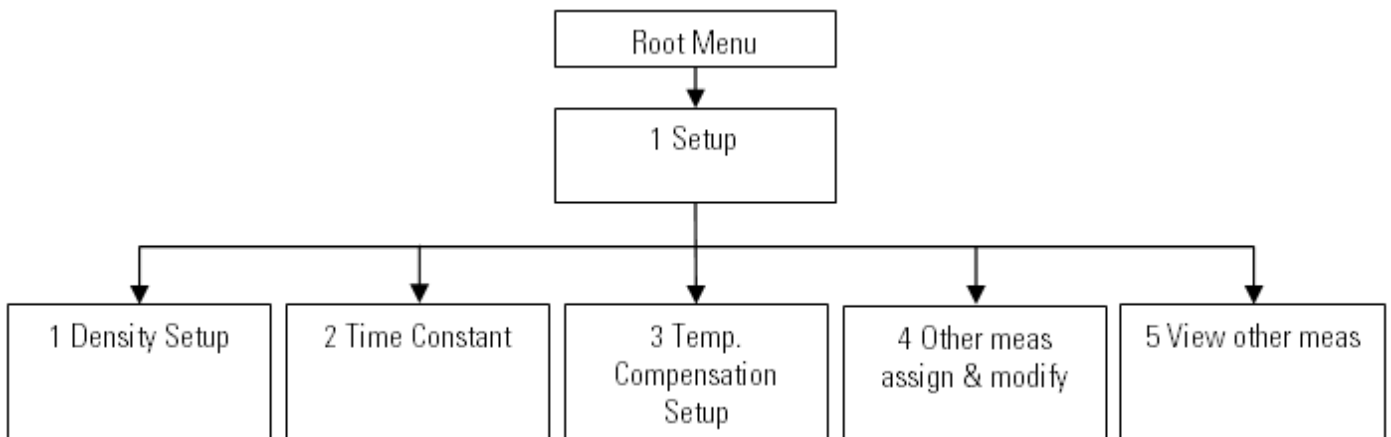 Root Menu
1 Setup
1 Density Setup
2 Time Constant
3 Temp.
Compensation
Setup
4 Other meas
assign & modify
5 View other meas